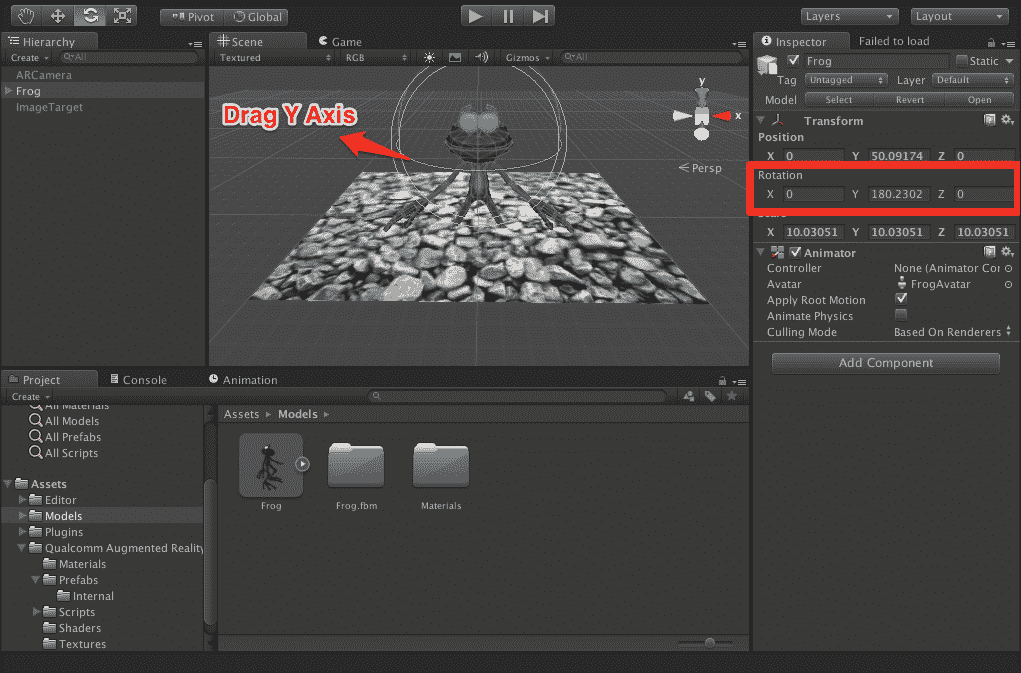 Pivot Global Layers Layout
Hierarchy
Create All
ARCamera
Frog
ImageTarget
Scene Game
Textured RGB Gizmos All
Drag Y Axis
y
x
Persp
Inspector Failed to load
Frog Static
Tag Untagged Layer Default
Model Select Revert Open
Transform
Position
X 0 Y 50.09174 Z 0
Rotation
X 0 Y 180.2302 Z 0
Scale
X 10.03051 Y 10.03051 Z 10.03051
Animator
Controller None (Animator Cor
Avatar FrogAvatar
Apply Root Motion
Animate Physics
Culling Mode Based On Renderers
Add Component
Project Console Animation
Create
All Materials
All Models
All Prefabs
All Scripts
Assets
Editor
Models
Plugins
Qualcomm Augmented Reality
Materials
Prefabs
Internal
Scripts
Shaders
Textures
Assets Models
Frog Frog.fbm Materials